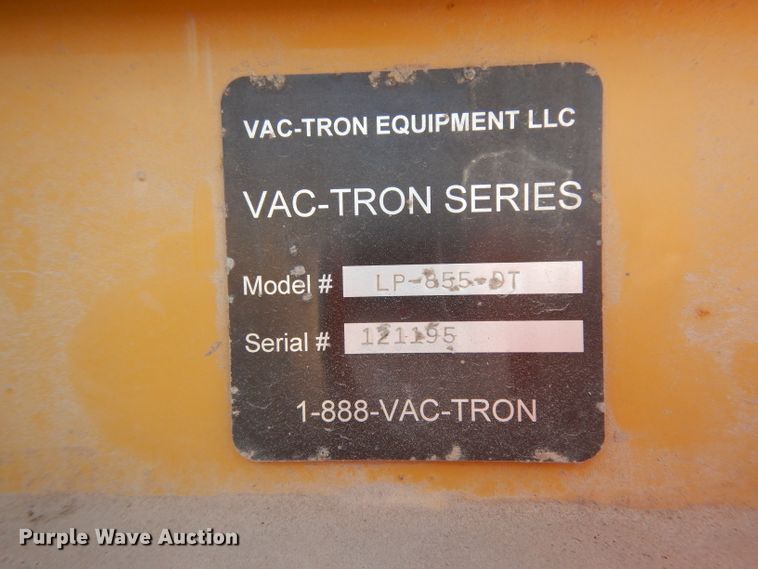 VAC-TRON EQUIPMENT LLC
VAC-TRON SERIES
Model # LP-855-DT
Serial # 121195
1-888-VAC-TRON
Purple Wave Auction